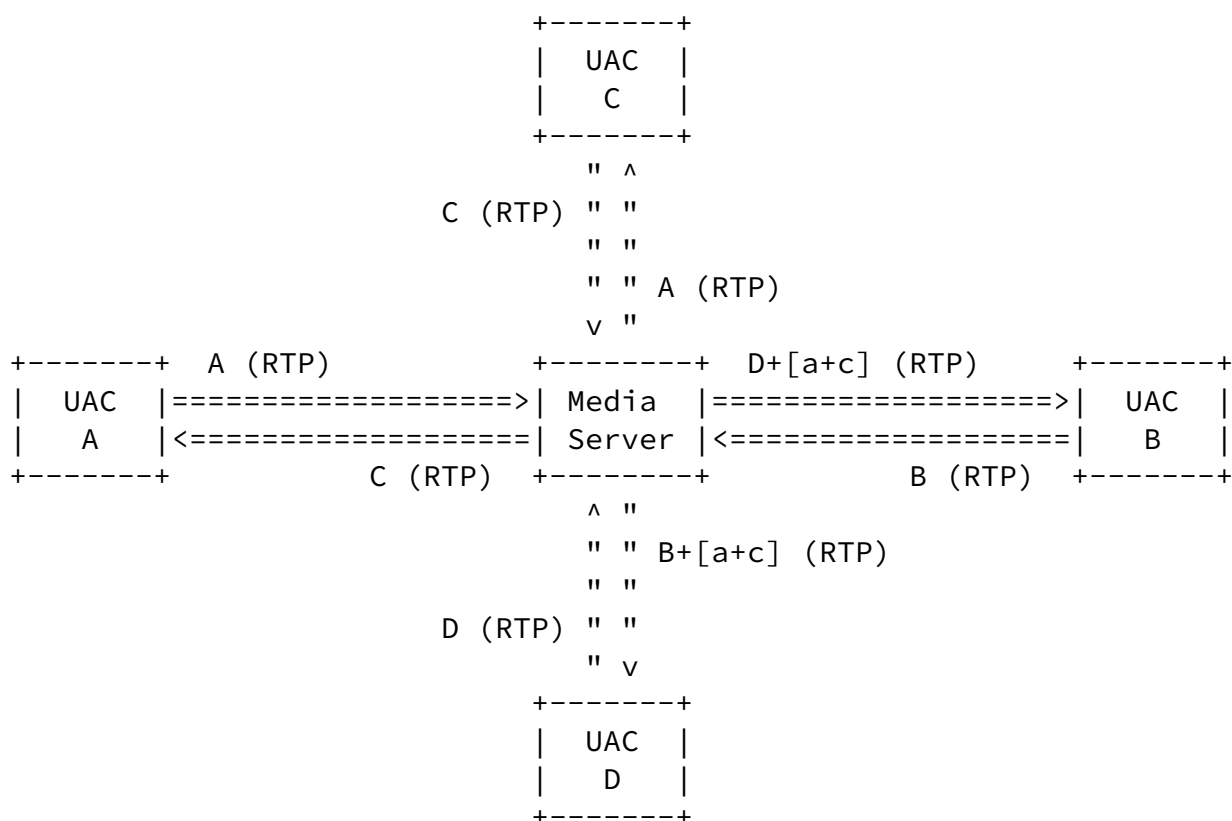 +-------+
|  UAC  |
|   C   |
+-------+
" ^
C (RTP) " "
" "
" " A (RTP)
v "
+-------+  A (RTP)          +--------+  D+[a+c] (RTP)     +-------+
|  UAC  |===================>| Media  |===================>|  UAC  |
|   A   |<===================| Server |<===================|   B   |
+-------+          C (RTP)  +--------+          B (RTP)  +-------+
^ "
" " B+[a+c] (RTP)
" "
D (RTP) " "
" v
+-------+
|  UAC  |
|   D   |
+-------+